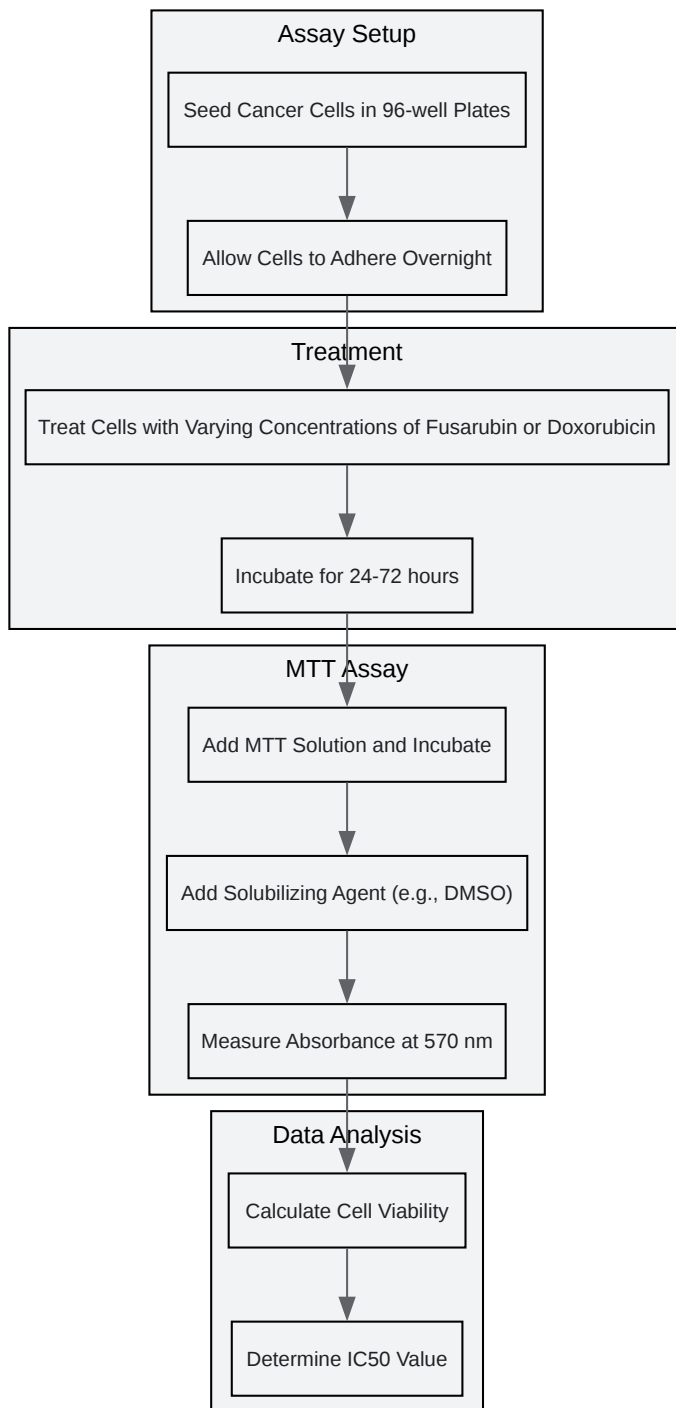 Assay Setup
Seed Cancer Cells in 96-well Plates
Allow Cells to Adhere Overnight
Treatment
Treat Cells with Varying Concentrations of Fusarubin or Doxorubicin
Incubate for 24-72 hours
MTT Assay
Add MTT Solution and Incubate
Add Solubilizing Agent (e.g., DMSO)
Measure Absorbance at 570 nm
Data Analysis
Calculate Cell Viability
Determine IC50 Value